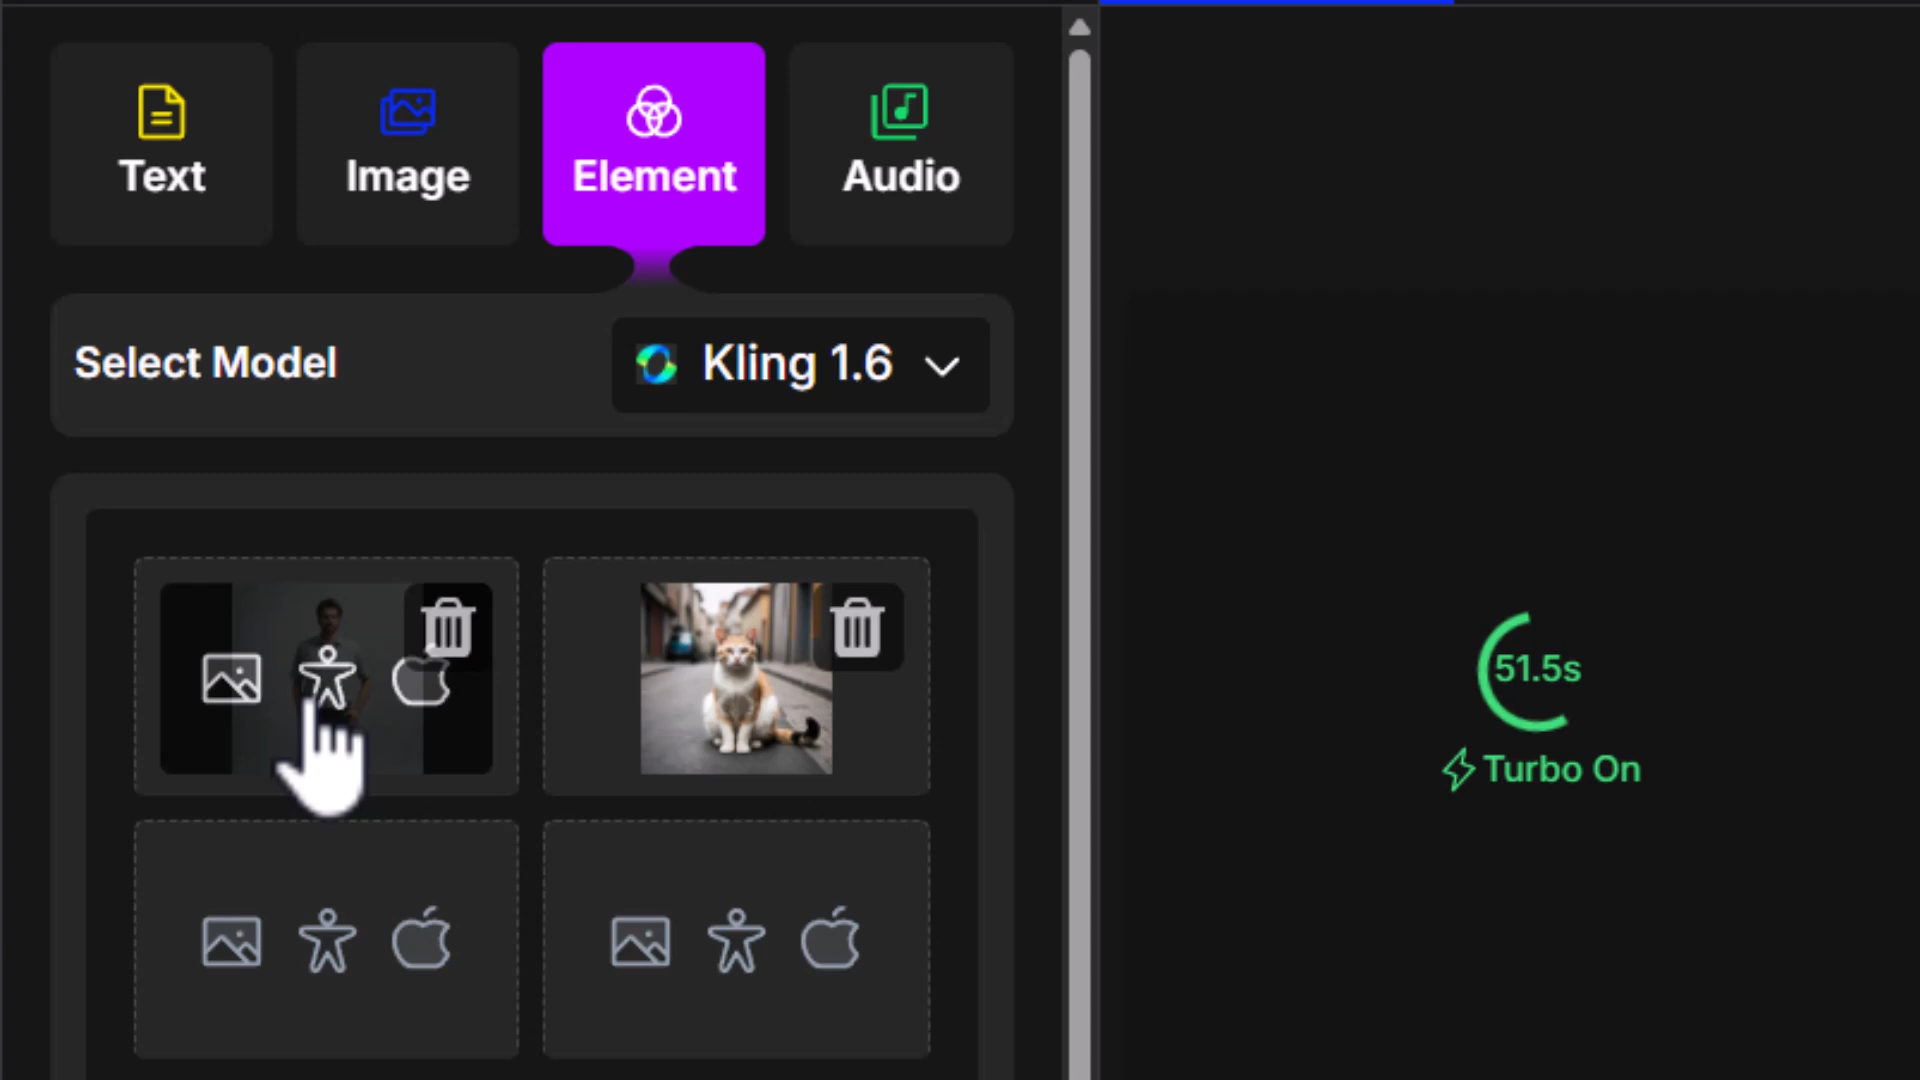 Text
Image
Element
Audio
Select Model
Kling 1.6
51.5s
Turbo On